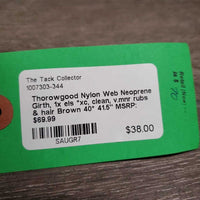 The Tack Collector
1007303-344
Thorowgood Nylon Web Neoprene
Girth, 1x els *xc, clean, v.mnr rubs
& hair Brown 40" 41.5" MSRP:
$69.99
$38.00
SAUGR7